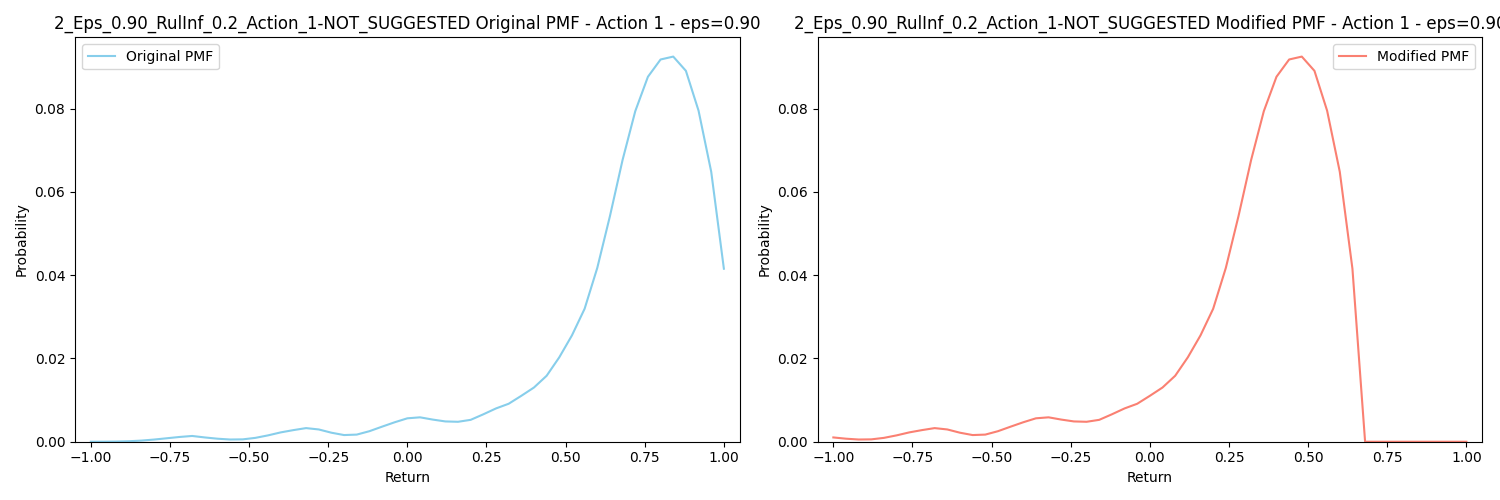 2_Eps_0.90_RulInf_0.2_Action_1-NOT_SUGGESTED Original PMF - Action 1 - eps=0.90
Original PMF
Probability
0.08
0.06
0.04
0.02
0.00
−1.00 −0.75 −0.50 −0.25 0.00 0.25 0.50 0.75 1.00
Return
2_Eps_0.90_RulInf_0.2_Action_1-NOT_SUGGESTED Modified PMF - Action 1 - eps=0.90
Modified PMF
Probability
0.08
0.06
0.04
0.02
0.00
−1.00 −0.75 −0.50 −0.25 0.00 0.25 0.50 0.75 1.00
Return